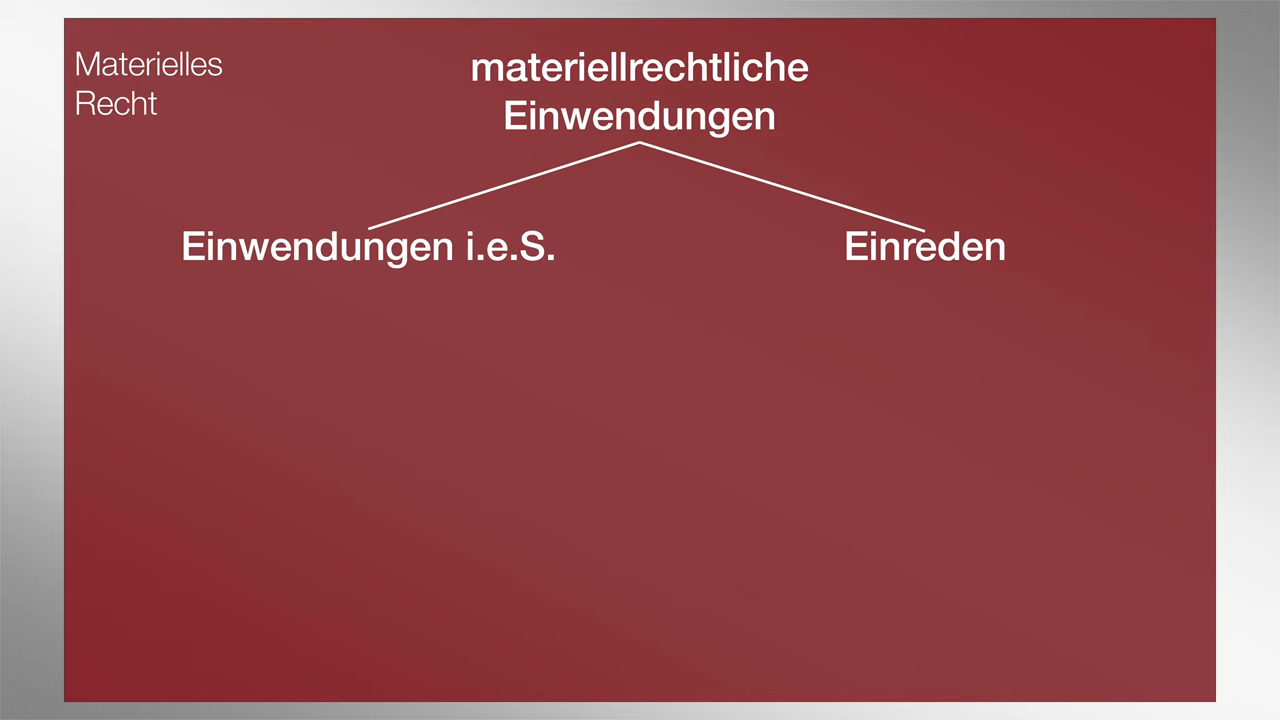 Materielles
Recht
materiellrechtliche
Einwendungen
Einwendungen i.e.S.
Einreden